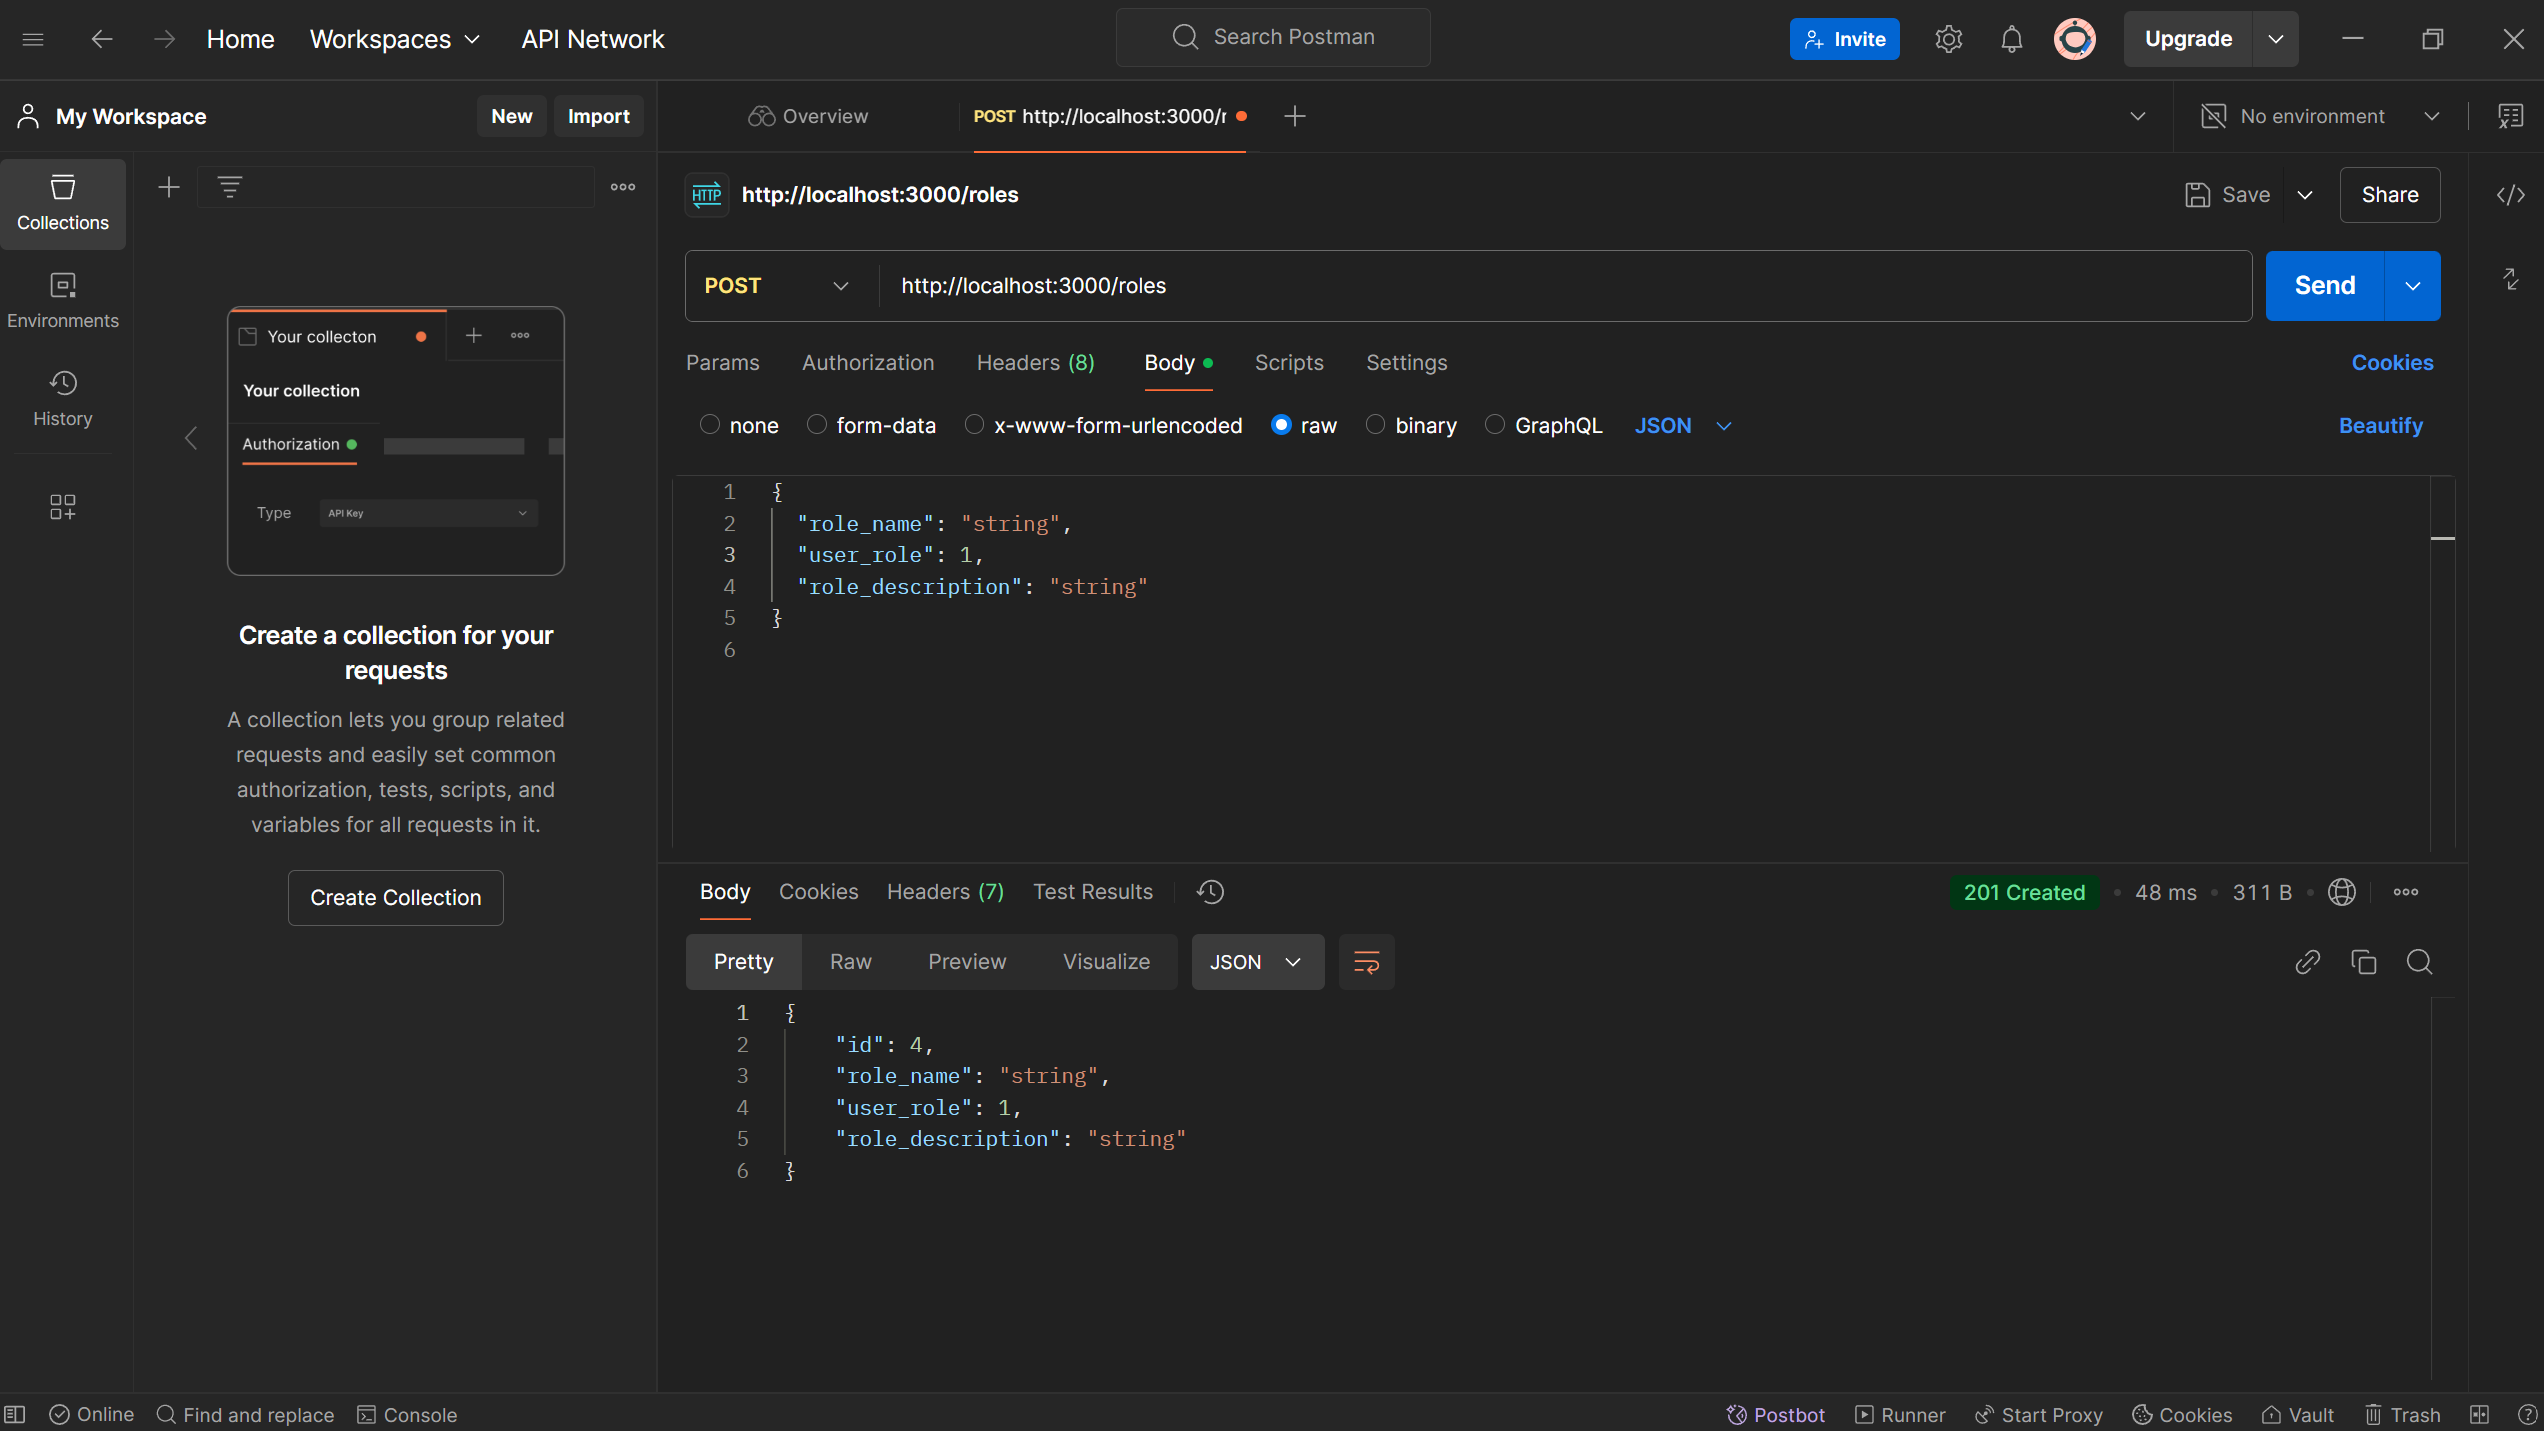 Home Workspaces API Network Search Postman Invite Upgrade
My Workspace New Import Overview POST http://localhost:3000/r No environment
Collections
Environments
History
Your collecton
Your collection
Authorization
Type API Key
Create a collection for your
requests
A collection lets you group related
requests and easily set common
authorization, tests, scripts, and
variables for all requests in it.
Create Collection
HTTP http://localhost:3000/roles Save Share
POST http://localhost:3000/roles Send
Params Authorization Headers (8) Body Scripts Settings Cookies
none form-data x-www-form-urlencoded raw binary GraphQL JSON Beautify
1 {
2 "role_name": "string",
3 "user_role": 1,
4 "role_description": "string"
5 }
6
Body Cookies Headers (7) Test Results 201 Created 48 ms 311 B
Pretty Raw Preview Visualize JSON
1 {
2 "id": 4,
3 "role_name": "string",
4 "user_role": 1,
5 "role_description": "string"
6 }
Online Find and replace Console Postbot Runner Start Proxy Cookies Vault Trash